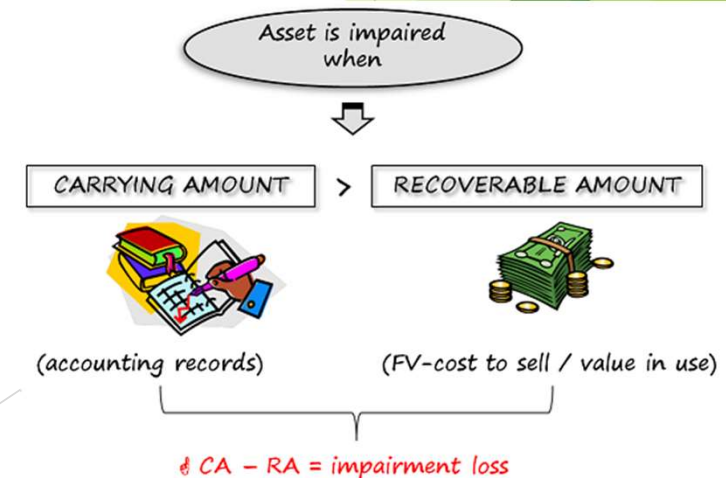 Asset is impaired
when
CARRYING AMOUNT > RECOVERABLE AMOUNT
(accounting records) (FV-cost to sell / value in use)
CA – RA = impairment loss